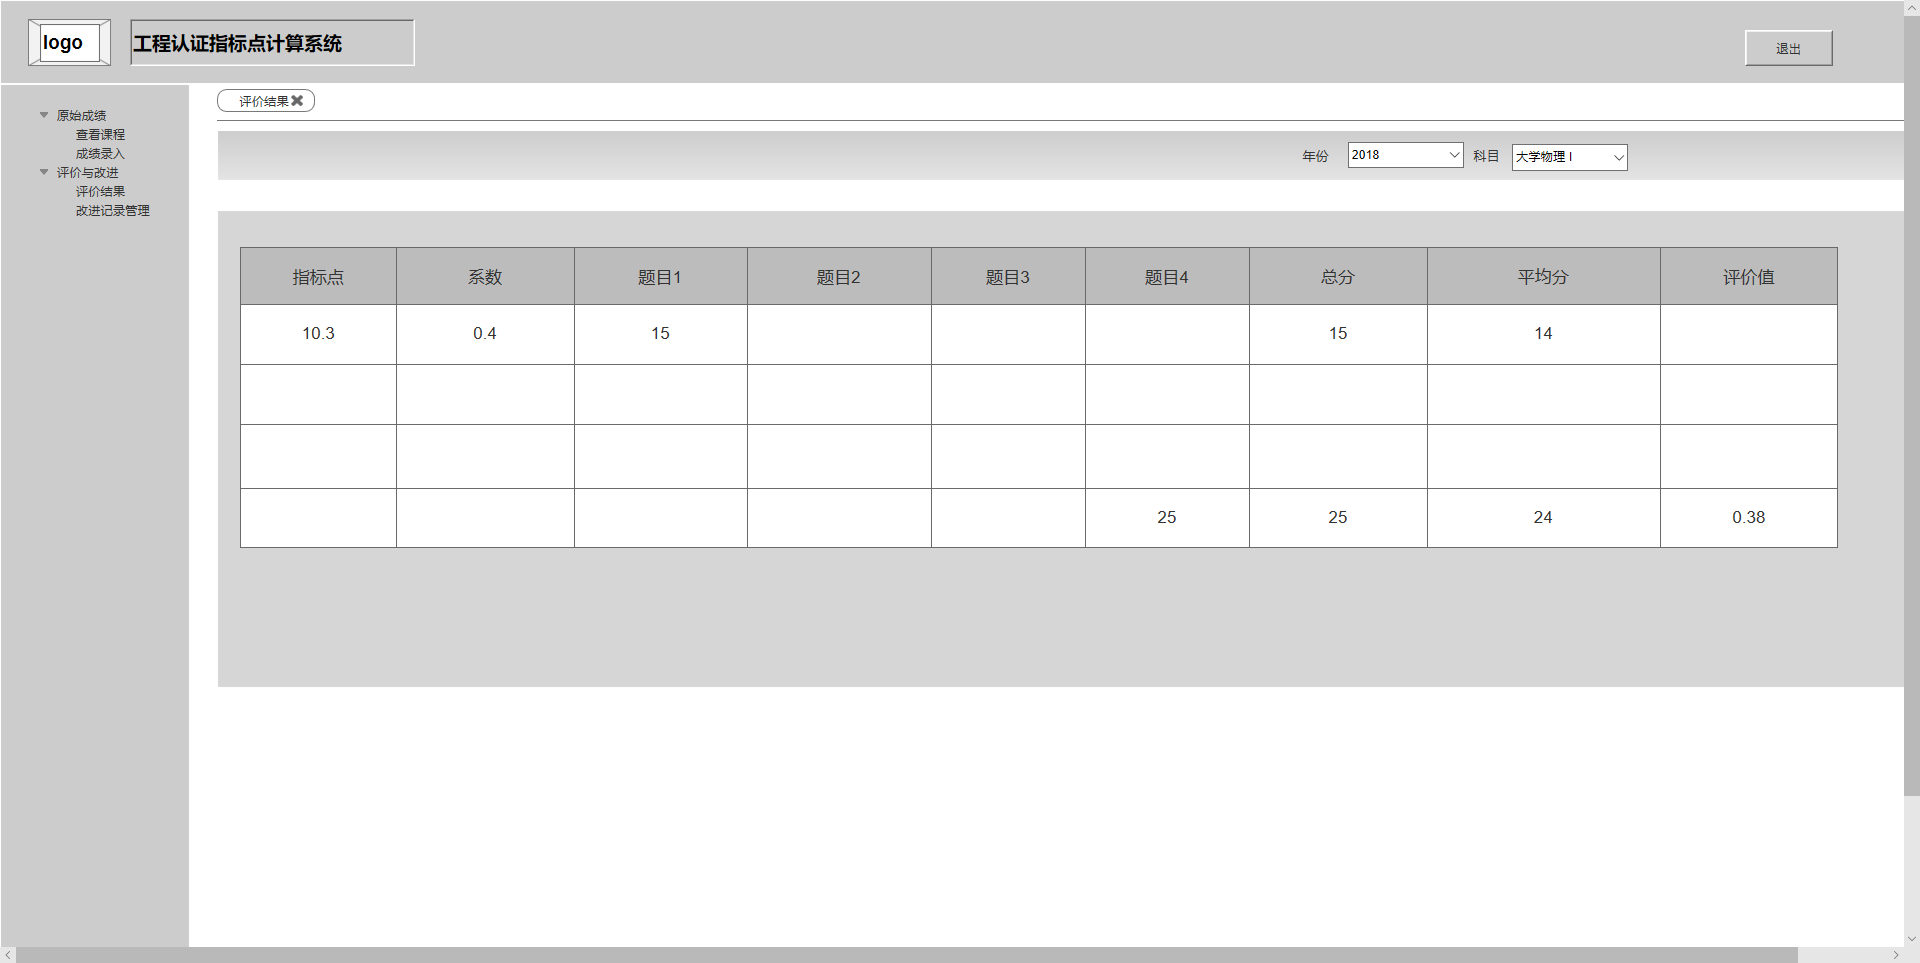 logo
工程认证指标点计算系统
退出
评价结果
原始成绩
查看课程
成绩录入
评价与改进
评价结果
改进记录管理
年份 2018 科目 大学物理 I
指标点 系数 题目1 题目2 题目3 题目4 总分 平均分 评价值
10.3 0.4 15 15 14
25 25 24 0.38